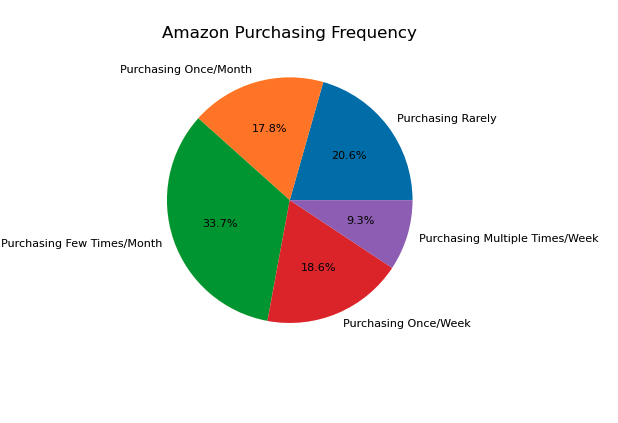 Amazon Purchasing Frequency
Purchasing Once/Month
Purchasing Rarely
17.8%
20.6%
33.7%
9.3%
Purchasing Few Times/Month
Purchasing Multiple Times/Week
18.6%
Purchasing Once/Week